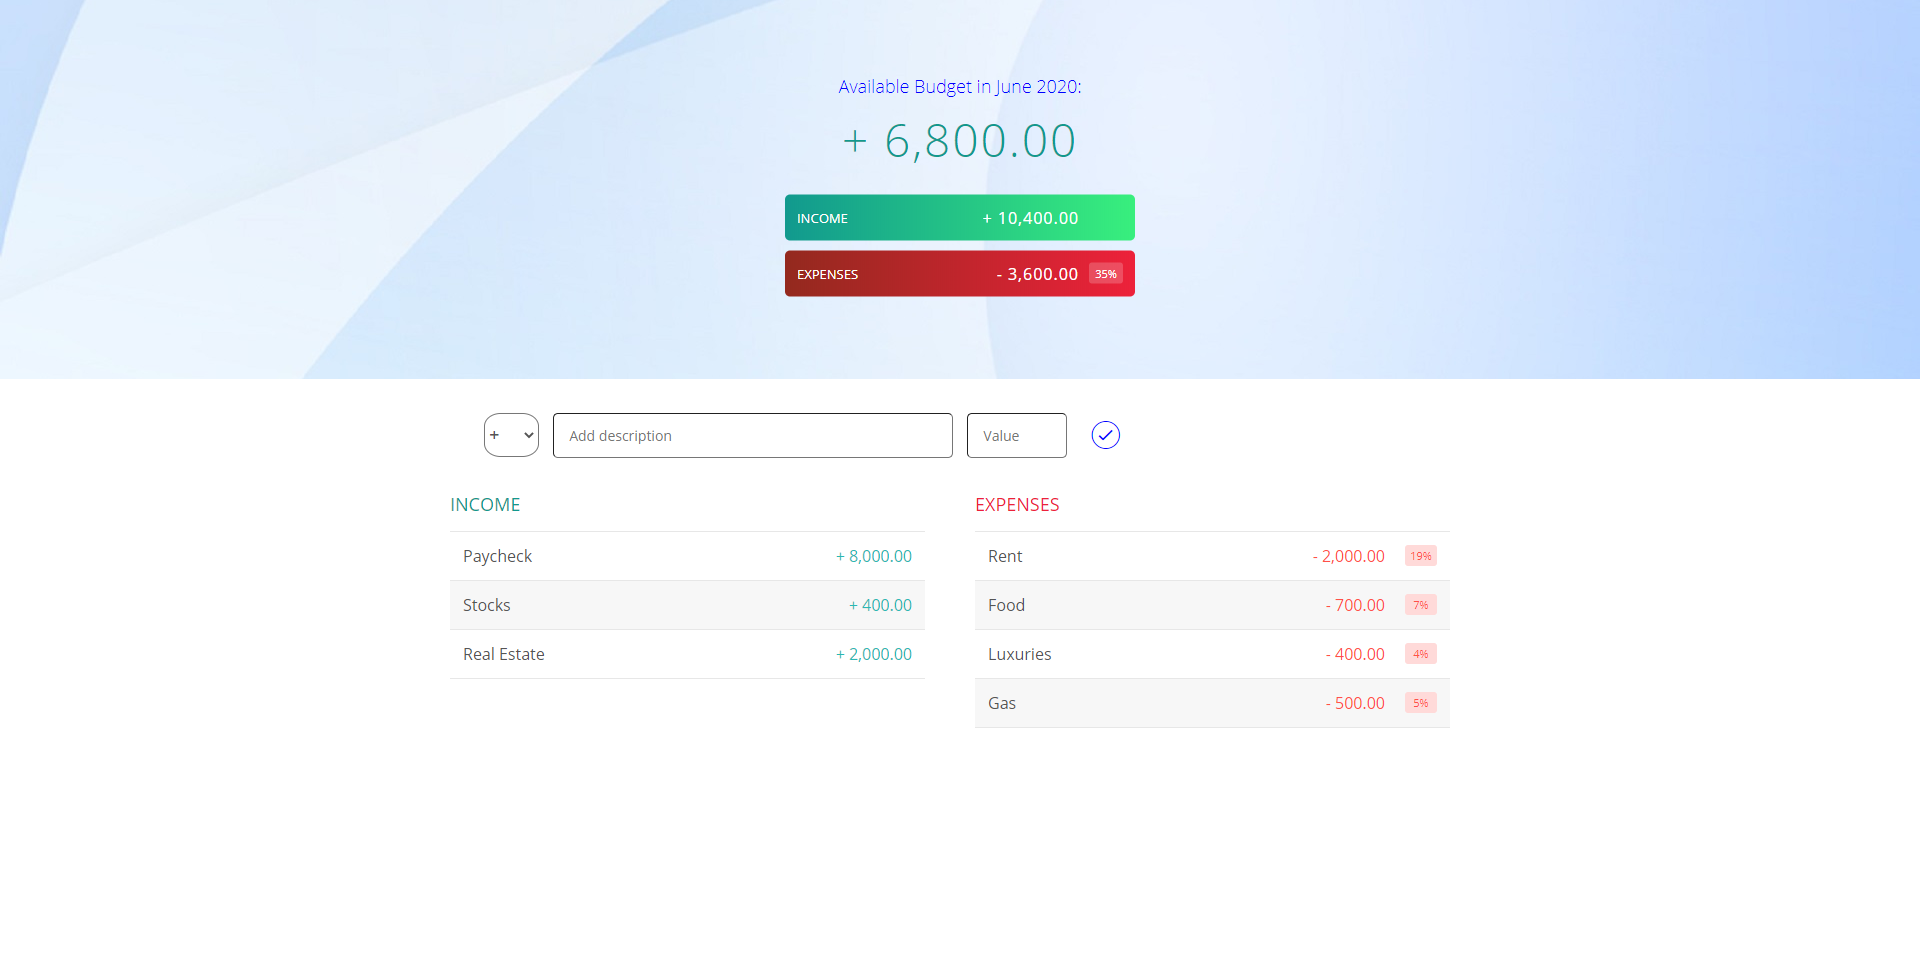 Available Budget in June 2020:
+ 6,800.00
INCOME + 10,400.00
EXPENSES - 3,600.00 35%
+ Add description Value
INCOME
Paycheck + 8,000.00
Stocks + 400.00
Real Estate + 2,000.00
EXPENSES
Rent - 2,000.00 19%
Food - 700.00 7%
Luxuries - 400.00 4%
Gas - 500.00 5%